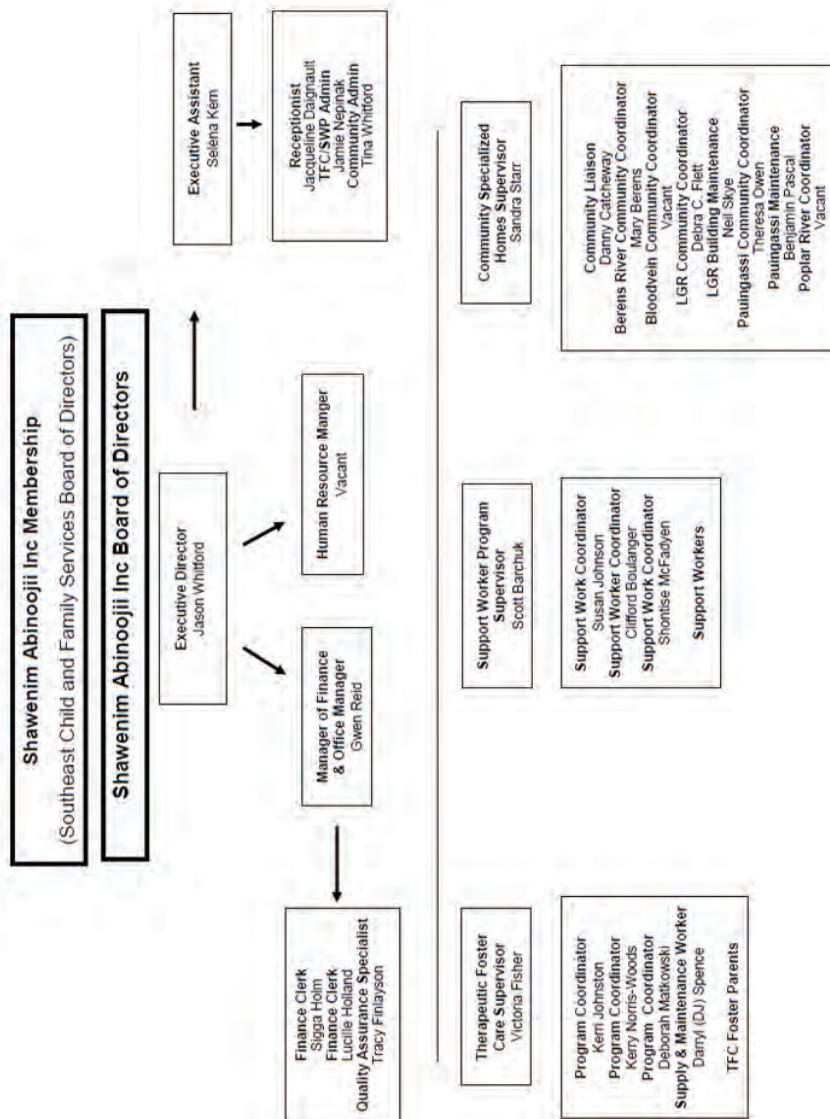 Shawenim Abinoojii Inc Membership
(Southeast Child and Family Services Board of Directors)
Shawenim Abinoojii Inc Board of Directors
Executive Director
Jason Whitford
Executive Assistant
Selena Kern
Receptionist
Jacqueline Daignault
TFC/SWP Admin
Jamie Nepinak
Community Admin
Tina Whitford
Manager of Finance
& Office Manager
Gwen Reid
Human Resource Manger
Vacant
Finance Clerk
Sigga Holm
Finance Clerk
Lucille Holland
Quality Assurance Specialist
Tracy Finlayson
Therapeutic Foster
Care Supervisor
Victoria Fisher
Support Worker Program
Supervisor
Scott Barchuk
Community Specialized
Homes Supervisor
Sandra Starr
Program Coordinator
Kerri Johnston
Program Coordinator
Kerry Norris-Woods
Program Coordinator
Deborah Matkowski
Supply & Maintenance Worker
Darryl (DJ) Spence
TFC Foster Parents
Support Work Coordinator
Susan Johnson
Support Worker Coordinator
Clifford Boulanger
Support Work Coordinator
Shontise McFadyen
Support Workers
Community Liaison
Danny Catcheway
Berens River Community Coordinator
Mary Berens
Bloodvein Community Coordinator
Vacant
LGR Community Coordinator
Debra C. Flett
LGR Building Maintenance
Neil Skye
Pauingassi Community Coordinator
Theresa Owen
Pauingassi Maintenance
Benjamin Pascal
Poplar River Coordinator
Vacant